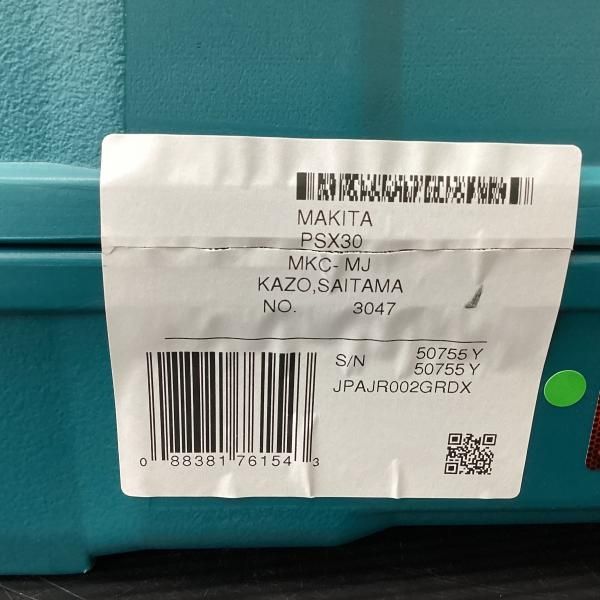 MAKITA
PSX30
MKC- MJ
KAZO,SAITAMA
NO. 3047
S/N 50755 Y
50755 Y
JPAJR002GRDX
0 88381 76154 3